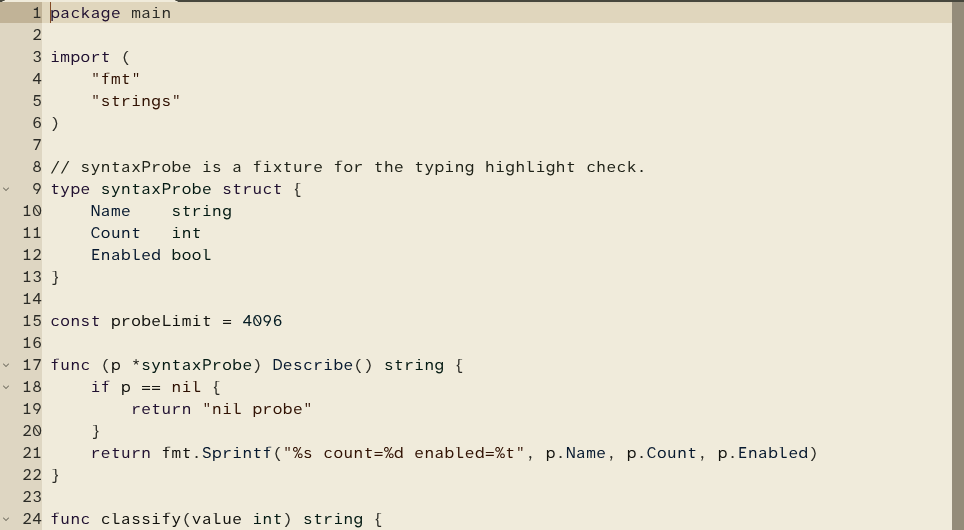 1 package main
2
3 import (
4     "fmt"
5     "strings"
6 )
7
8 // syntaxProbe is a fixture for the typing highlight check.
9 type syntaxProbe struct {
10     Name    string
11     Count   int
12     Enabled bool
13 }
14
15 const probeLimit = 4096
16
17 func (p *syntaxProbe) Describe() string {
18     if p == nil {
19         return "nil probe"
20     }
21     return fmt.Sprintf("%s count=%d enabled=%t", p.Name, p.Count, p.Enabled)
22 }
23
24 func classify(value int) string {